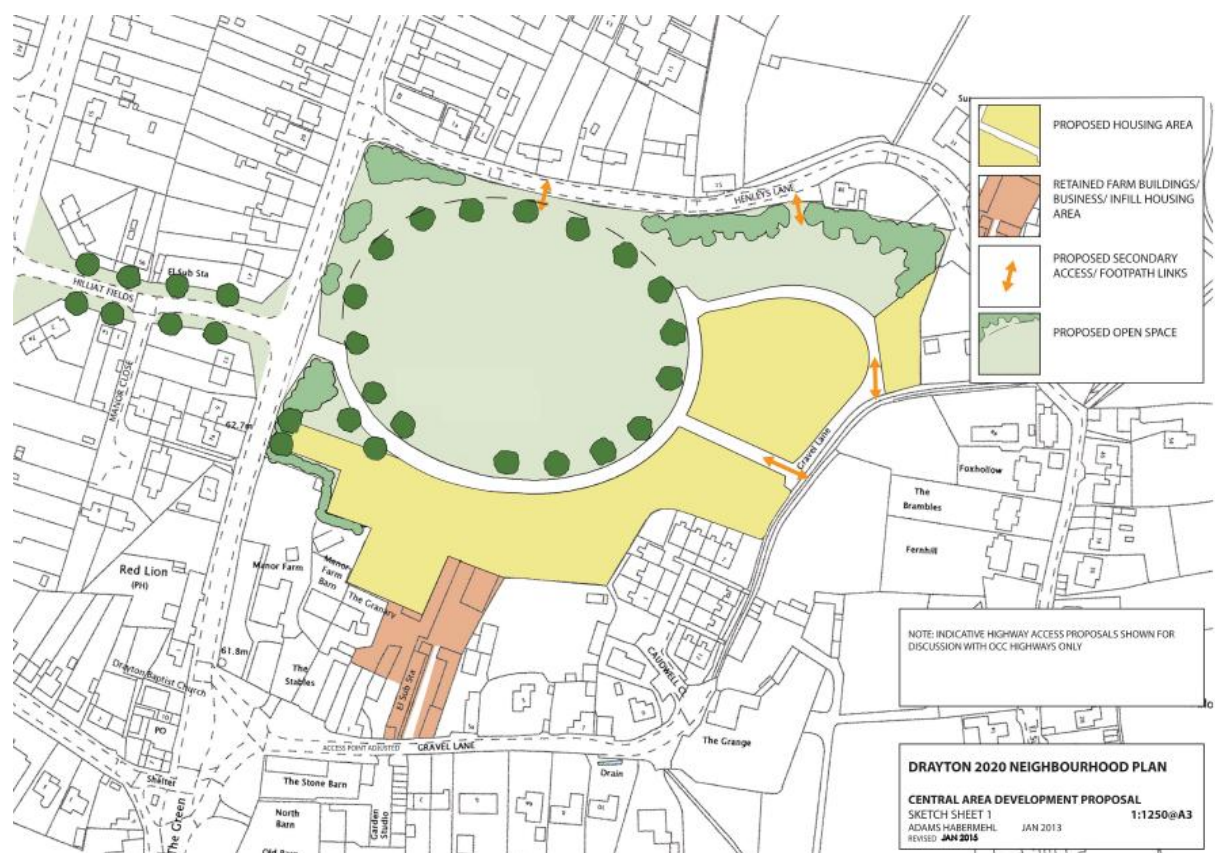 Sun
HENLEYS LANE
El Sub Sta
HILLIAT FIELDS
MANOR CLOSE
62.7m
Gravel Lane
Foxhollow
The
Brambles
Fernhill
Red Lion
(PH)
Manor Farm
Manor
Farm
Barn
The Granary
Drayton Baptist Church
61.8m
The
Stables
PO
Shelter
The Green
El Sub Sta
CAUDWELL CL
The Grange
ACCESS POINT ADJUSTED
GRAVEL LANE
Drain
The Stone Barn
North
Barn
Garden
Studio
Old Barn
PROPOSED HOUSING AREA
RETAINED FARM BUILDINGS/
BUSINESS/ INFILL HOUSING
AREA
PROPOSED SECONDARY
ACCESS/ FOOTPATH LINKS
PROPOSED OPEN SPACE
NOTE: INDICATIVE HIGHWAY ACCESS PROPOSALS SHOWN FOR
DISCUSSION WITH OCC HIGHWAYS ONLY
DRAYTON 2020 NEIGHBOURHOOD PLAN
CENTRAL AREA DEVELOPMENT PROPOSAL
SKETCH SHEET 1 1:1250@A3
ADAMS HABERMEHL JAN 2013
REVISED JAN 2015